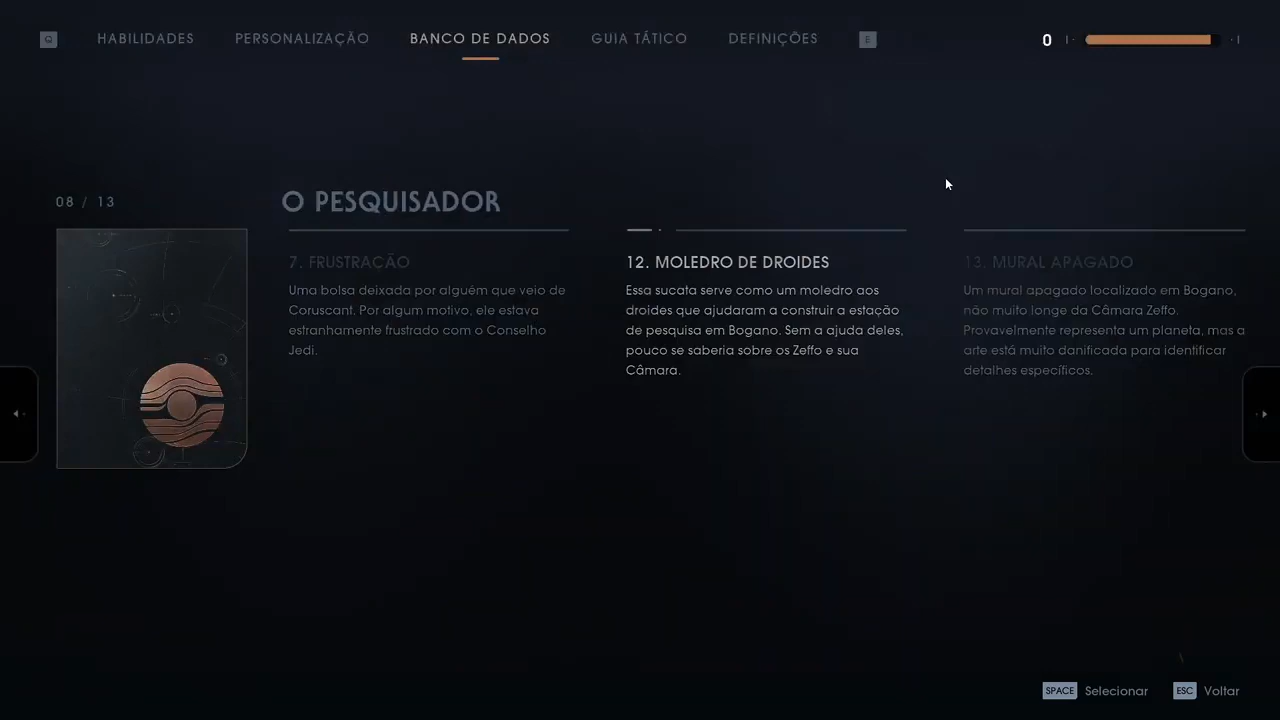 Q HABILIDADES PERSONALIZAÇÃO BANCO DE DADOS GUIA TÁTICO DEFINIÇÕES E 0
08 / 13
O PESQUISADOR
7. FRUSTRAÇÃO
Uma bolsa deixada por alguém que veio de
Coruscant. Por algum motivo, ele estava
estranhamente frustrado com o Conselho
Jedi.
12. MOLEDRO DE DROIDES
Essa sucata serve como um moledro aos
droides que ajudaram a construir a estação
de pesquisa em Bogano. Sem a ajuda deles,
pouco se saberia sobre os Zeffo e sua
Câmara.
13. MURAL APAGADO
Um mural apagado localizado em Bogano,
não muito longe da Câmara Zeffo.
Provavelmente representa um planeta, mas a
arte está muito danificada para identificar
detalhes específicos.
SPACE Selecionar ESC Voltar